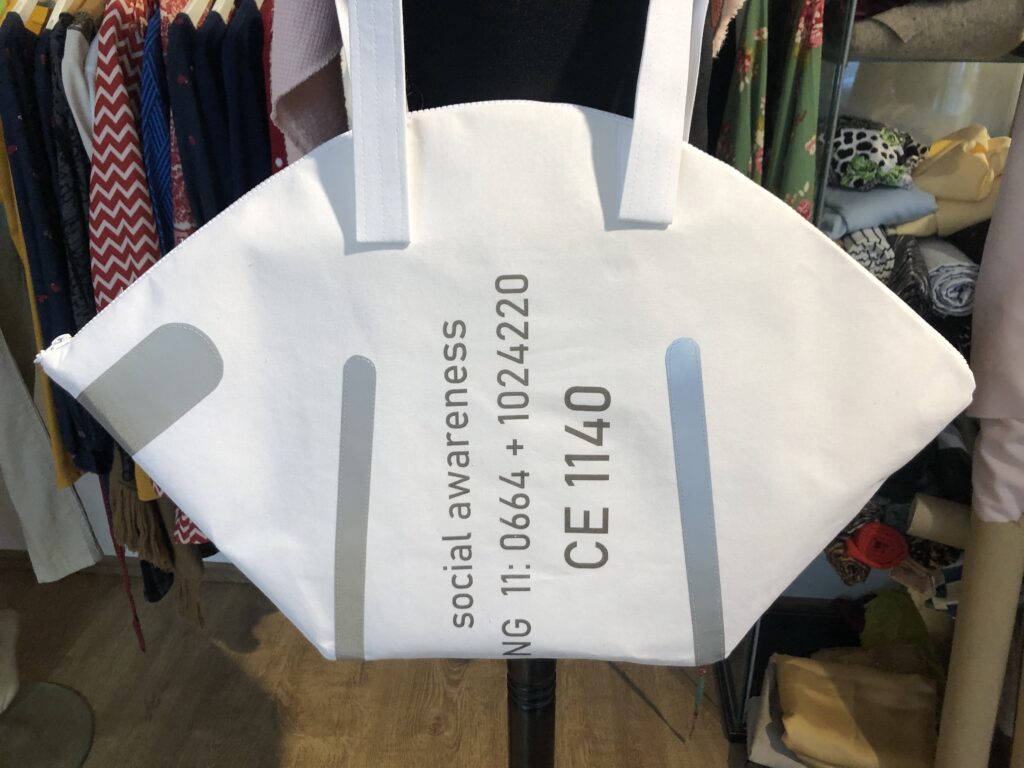 social awareness
NG 11: 0664 + 1024220
CE 1140